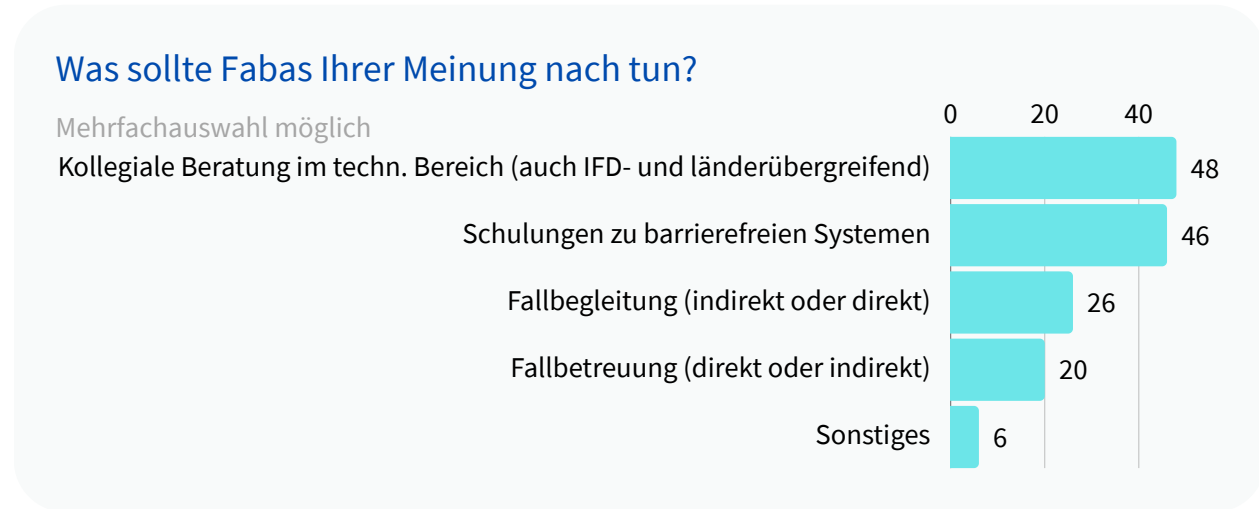 Was sollte Fabas Ihrer Meinung nach tun?
Mehrfachauswahl möglich
0 20 40
Kollegiale Beratung im techn. Bereich (auch IFD- und länderübergreifend) 48
Schulungen zu barrierefreien Systemen 46
Fallbegleitung (indirekt oder direkt) 26
Fallbetreuung (direkt oder indirekt) 20
Sonstiges 6